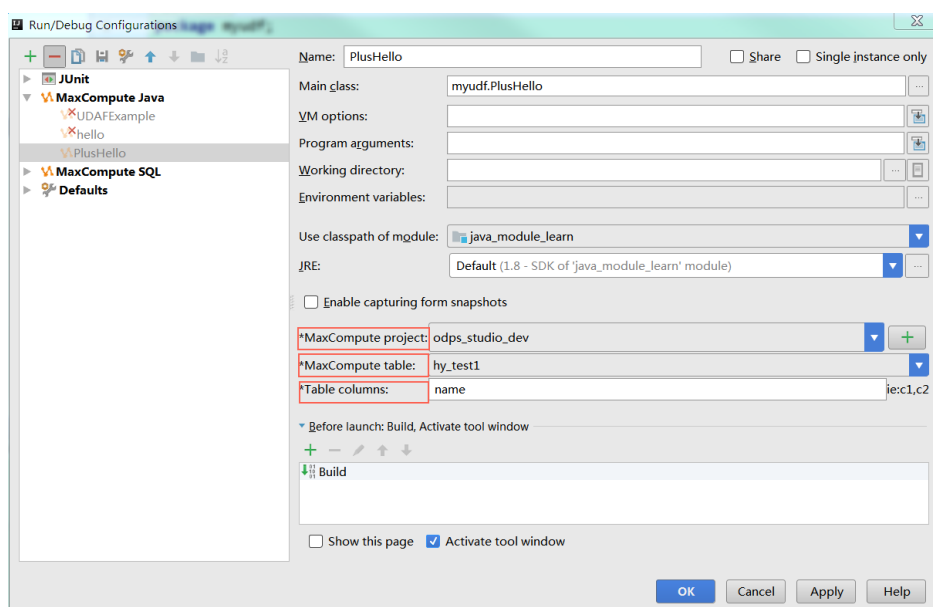 Run/Debug Configurations
Name: PlusHello Share Single instance only
JUnit
MaxCompute Java
UDAFExample
hello
PlusHello
MaxCompute SQL
Defaults
Main class: myudf.PlusHello
VM options:
Program arguments:
Working directory:
Environment variables:
Use classpath of module: java_module_learn
JRE: Default (1.8 - SDK of 'java_module_learn' module)
Enable capturing form snapshots
*MaxCompute project: odps_studio_dev
*MaxCompute table: hy_test1
*Table columns: name ie:c1,c2
Before launch: Build, Activate tool window
Build
Show this page Activate tool window
OK Cancel Apply Help